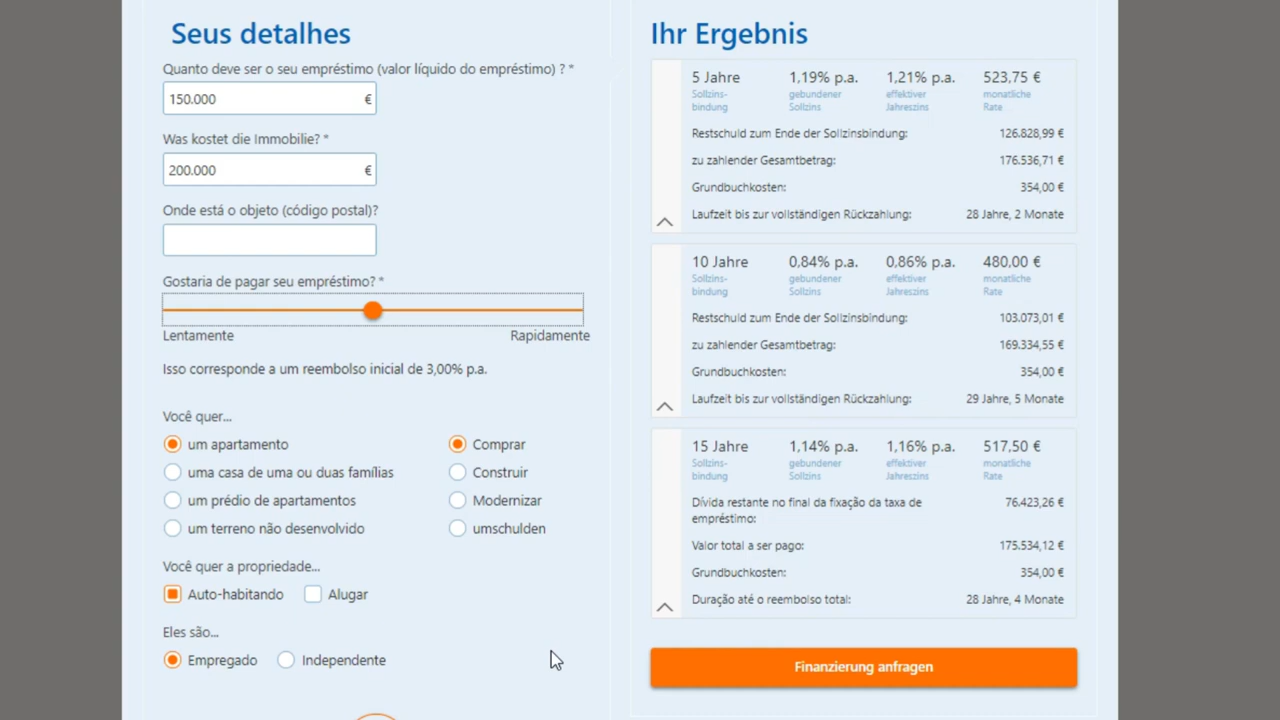 Seus detalhes
Quanto deve ser o seu empréstimo (valor líquido do empréstimo) ? *
150.000 €
Was kostet die Immobilie? *
200.000 €
Onde está o objeto (código postal)?
Gostaria de pagar seu empréstimo? *
Lentamente Rapidamente
Isso corresponde a um reembolso inicial de 3,00% p.a.
Você quer...
um apartamento Comprar
uma casa de uma ou duas famílias Construir
um prédio de apartamentos Modernizar
um terreno não desenvolvido umschulden
Você quer a propriedade...
Auto-habitando Alugar
Eles são...
Empregado Independente
Ihr Ergebnis
5 Jahre 1,19% p.a. 1,21% p.a. 523,75 €
Sollzins- gebundener effektiver monatliche
bindung Sollzins Jahreszins Rate
Restschuld zum Ende der Sollzinsbindung: 126.828,99 €
zu zahlender Gesamtbetrag: 176.536,71 €
Grundbuchkosten: 354,00 €
Laufzeit bis zur vollständigen Rückzahlung: 28 Jahre, 2 Monate
10 Jahre 0,84% p.a. 0,86% p.a. 480,00 €
Sollzins- gebundener effektiver monatliche
bindung Sollzins Jahreszins Rate
Restschuld zum Ende der Sollzinsbindung: 103.073,01 €
zu zahlender Gesamtbetrag: 169.334,55 €
Grundbuchkosten: 354,00 €
Laufzeit bis zur vollständigen Rückzahlung: 29 Jahre, 5 Monate
15 Jahre 1,14% p.a. 1,16% p.a. 517,50 €
Sollzins- gebundener effektiver monatliche
bindung Sollzins Jahreszins Rate
Dívida restante no final da fixação da taxa de 76.423,26 €
empréstimo:
Valor total a ser pago: 175.534,12 €
Grundbuchkosten: 354,00 €
Duração até o reembolso total: 28 Jahre, 4 Monate
Finanzierung anfragen